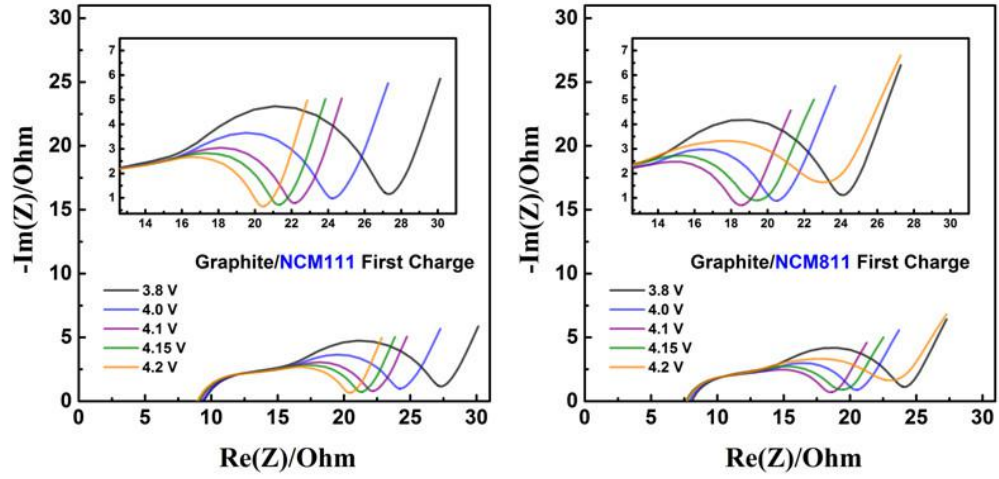 -Im(Z)/Ohm
30
25
20
15
10
5
0
7
6
5
4
3
2
1
14 16 18 20 22 24 26 28 30
Graphite/NCM111 First Charge
3.8 V
4.0 V
4.1 V
4.15 V
4.2 V
0 5 10 15 20 25 30
Re(Z)/Ohm
-Im(Z)/Ohm
30
25
20
15
10
5
0
7
6
5
4
3
2
1
14 16 18 20 22 24 26 28 30
Graphite/NCM811 First Charge
3.8 V
4.0 V
4.1 V
4.15 V
4.2 V
0 5 10 15 20 25 30
Re(Z)/Ohm